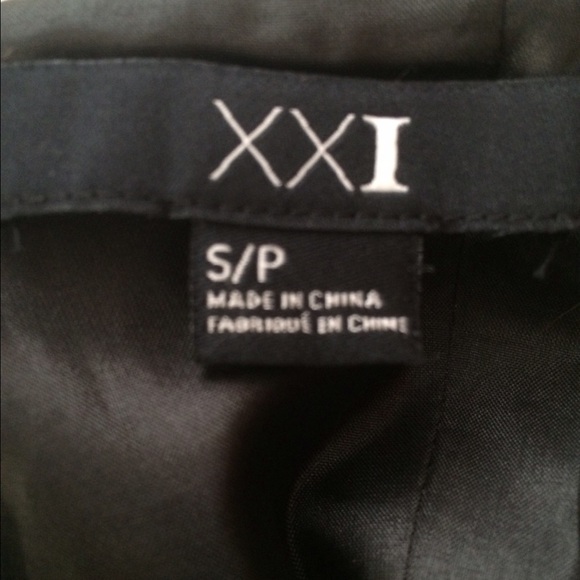 XXI
S/P
MADE IN CHINA
FABRIQUÉ EN CHINE